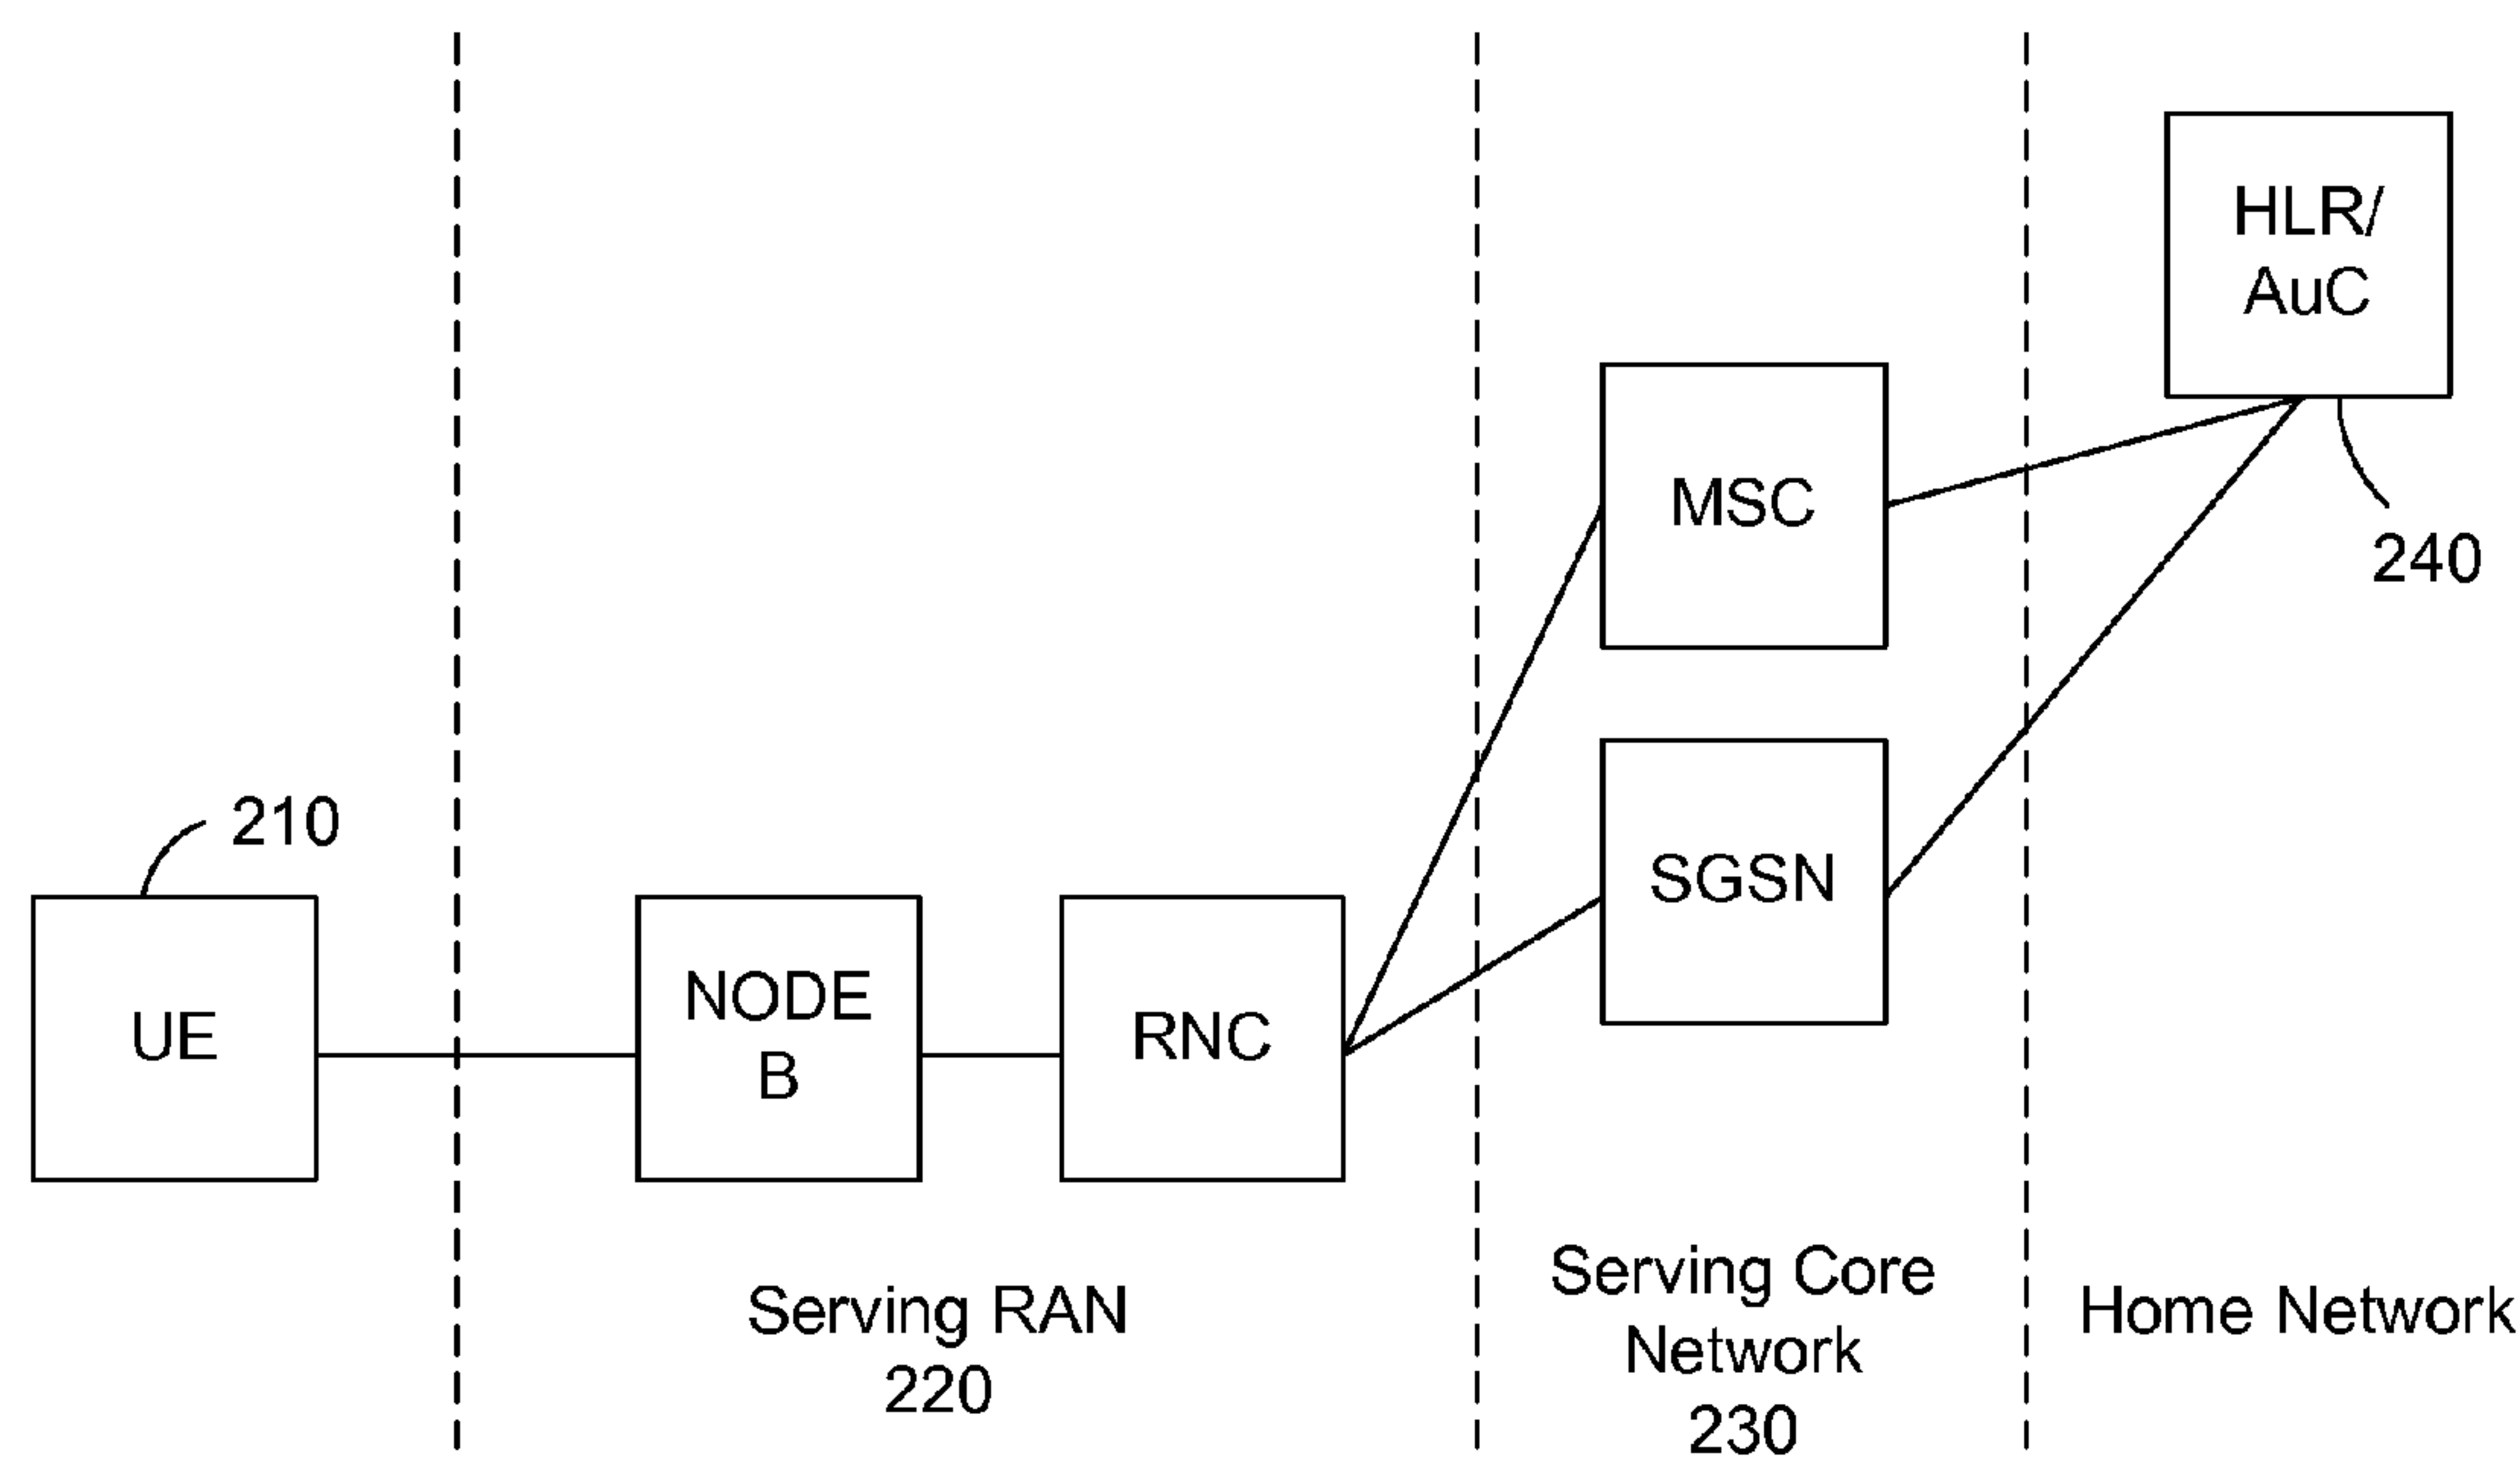 HLR/
AuC
MSC
240
210
SGSN
NODE
B
UE
RNC
Serving RAN
220
Serving Core
Network
230
Home Network